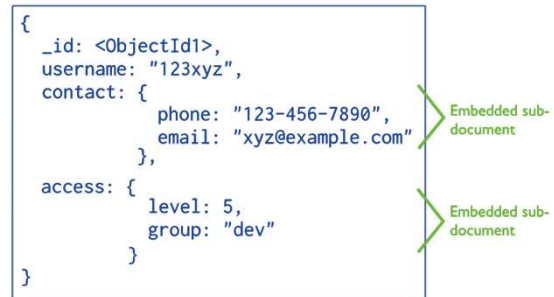 {
_id: <ObjectId1>,
username: "123xyz",
contact: {
phone: "123-456-7890",
email: "xyz@example.com"
},
Embedded sub-
document
access: {
level: 5,
group: "dev"
}
Embedded sub-
document
}